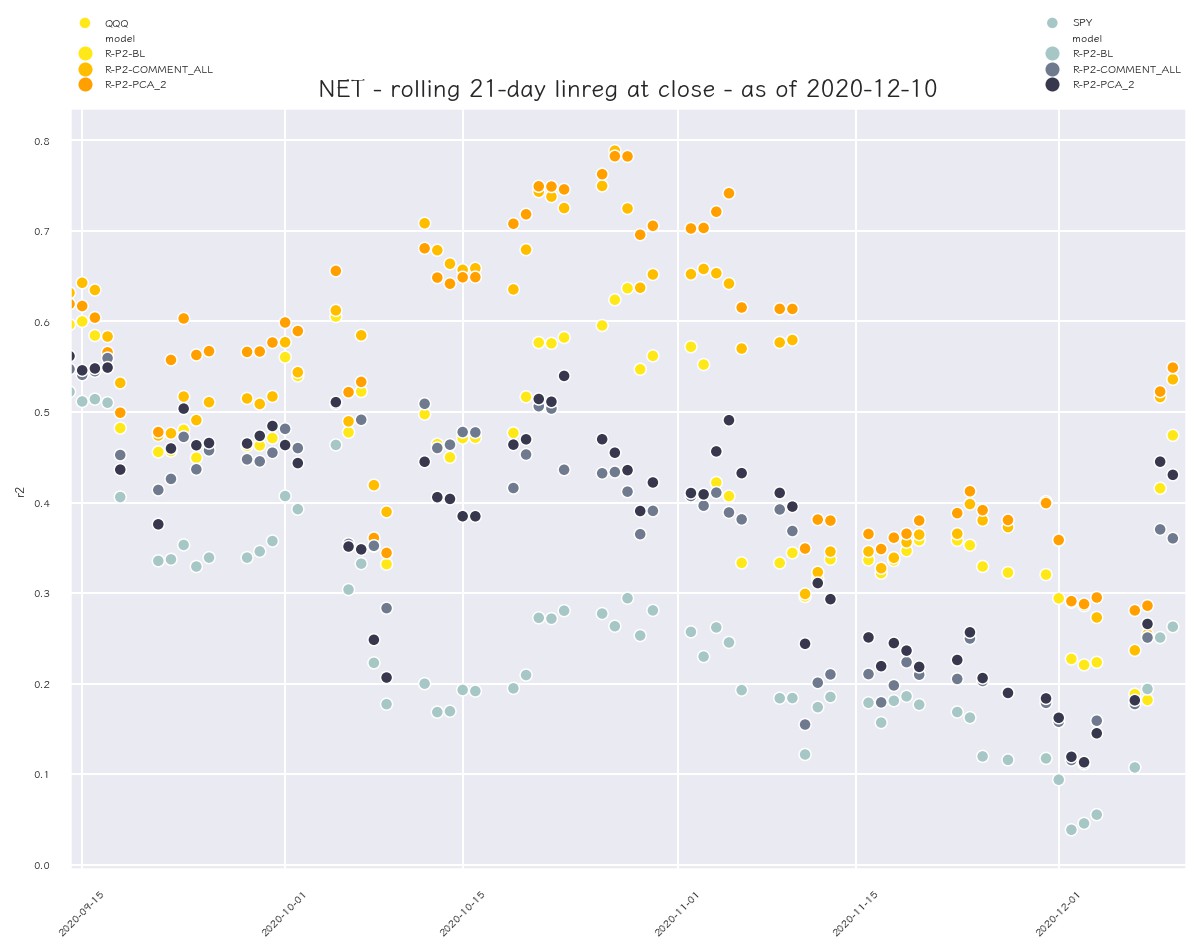 QQQ
model
R-P2-BL
R-P2-COMMENT_ALL
R-P2-PCA_2
SPY
model
R-P2-BL
R-P2-COMMENT_ALL
R-P2-PCA_2
NET - rolling 21-day linreg at close - as of 2020-12-10
r2
0.8
0.7
0.6
0.5
0.4
0.3
0.2
0.1
0.0
2020-09-15
2020-10-01
2020-10-15
2020-11-01
2020-11-15
2020-12-01